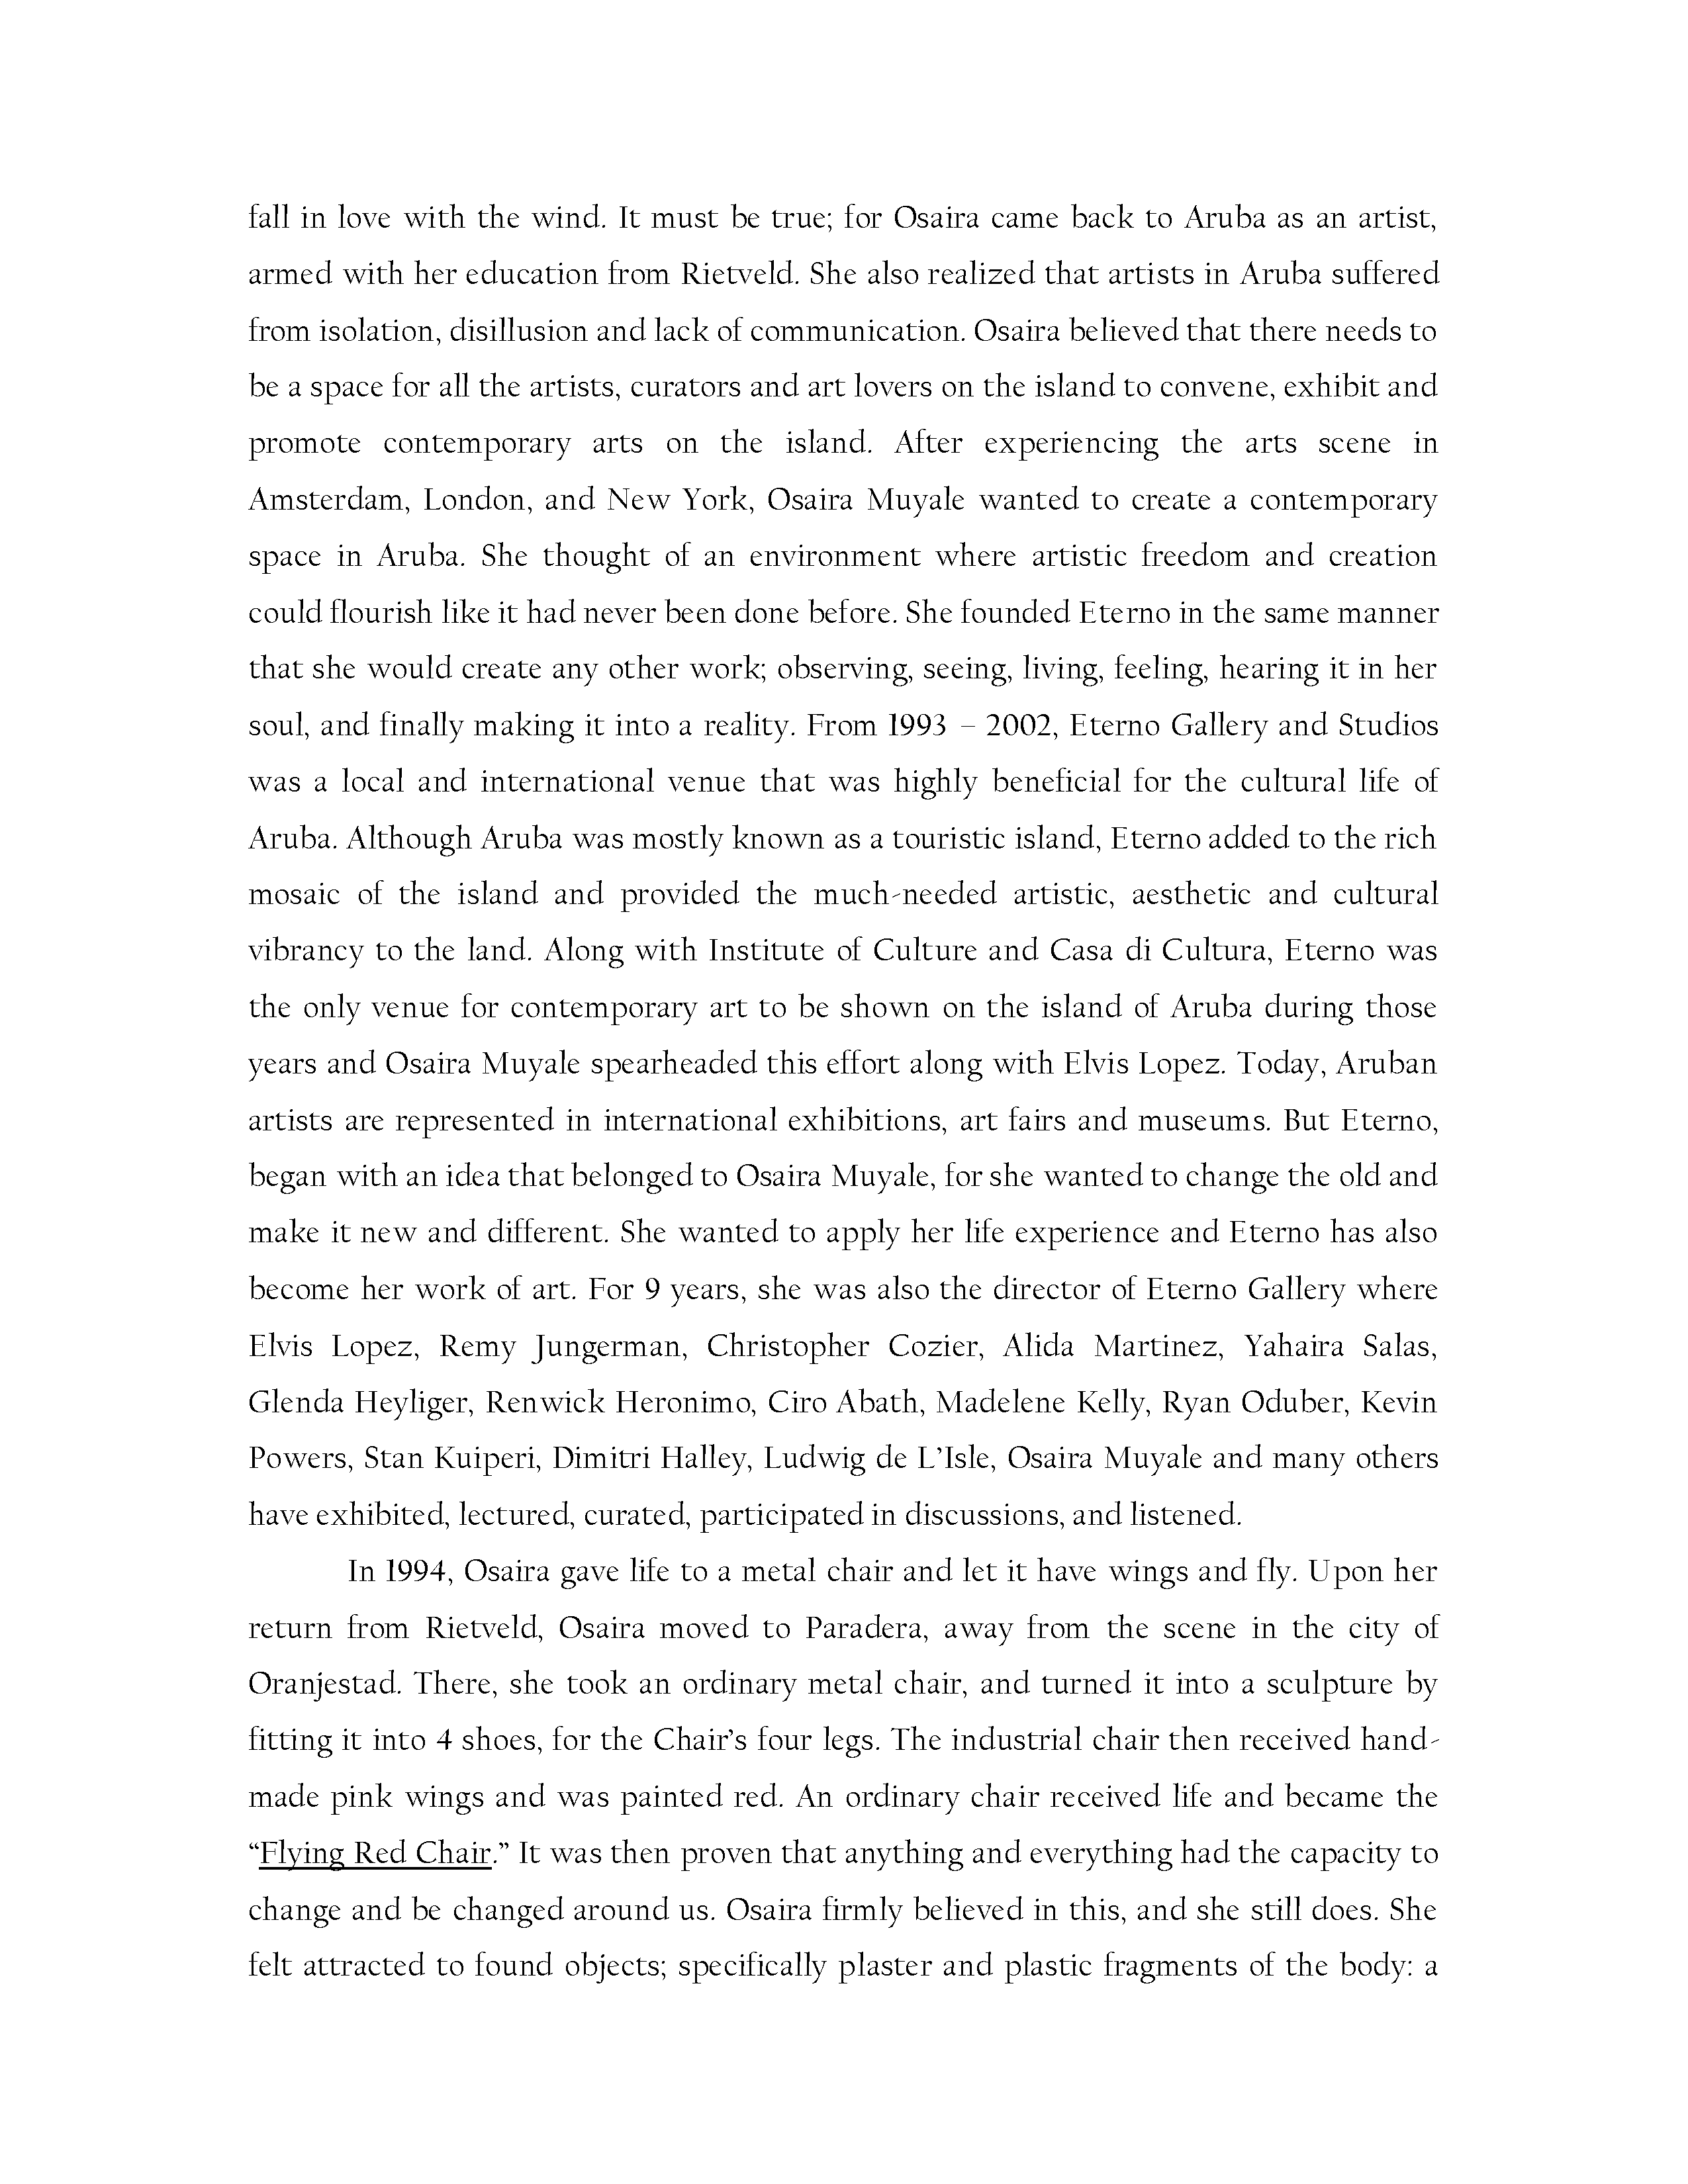 fall in love with the wind. It must be true; for Osaira came back to Aruba as an artist,
armed with her education from Rietveld. She also realized that artists in Aruba suffered
from isolation, disillusion and lack of communication. Osaira believed that there needs to
be a space for all the artists, curators and art lovers on the island to convene, exhibit and
promote contemporary arts on the island. After experiencing the arts scene in
Amsterdam, London, and New York, Osaira Muyale wanted to create a contemporary
space in Aruba. She thought of an environment where artistic freedom and creation
could flourish like it had never been done before. She founded Eterno in the same manner
that she would create any other work; observing, seeing, living, feeling, hearing it in her
soul, and finally making it into a reality. From 1993 – 2002, Eterno Gallery and Studios
was a local and international venue that was highly beneficial for the cultural life of
Aruba. Although Aruba was mostly known as a touristic island, Eterno added to the rich
mosaic of the island and provided the much-needed artistic, aesthetic and cultural
vibrancy to the land. Along with Institute of Culture and Casa di Cultura, Eterno was
the only venue for contemporary art to be shown on the island of Aruba during those
years and Osaira Muyale spearheaded this effort along with Elvis Lopez. Today, Aruban
artists are represented in international exhibitions, art fairs and museums. But Eterno,
began with an idea that belonged to Osaira Muyale, for she wanted to change the old and
make it new and different. She wanted to apply her life experience and Eterno has also
become her work of art. For 9 years, she was also the director of Eterno Gallery where
Elvis Lopez, Remy Jungerman, Christopher Cozier, Alida Martinez, Yahaira Salas,
Glenda Heyliger, Renwick Heronimo, Ciro Abath, Madelene Kelly, Ryan Oduber, Kevin
Powers, Stan Kuiperi, Dimitri Halley, Ludwig de L’Isle, Osaira Muyale and many others
have exhibited, lectured, curated, participated in discussions, and listened.
In 1994, Osaira gave life to a metal chair and let it have wings and fly. Upon her
return from Rietveld, Osaira moved to Paradera, away from the scene in the city of
Oranjestad. There, she took an ordinary metal chair, and turned it into a sculpture by
fitting it into 4 shoes, for the Chair’s four legs. The industrial chair then received hand-
made pink wings and was painted red. An ordinary chair received life and became the
“Flying Red Chair.” It was then proven that anything and everything had the capacity to
change and be changed around us. Osaira firmly believed in this, and she still does. She
felt attracted to found objects; specifically plaster and plastic fragments of the body: a